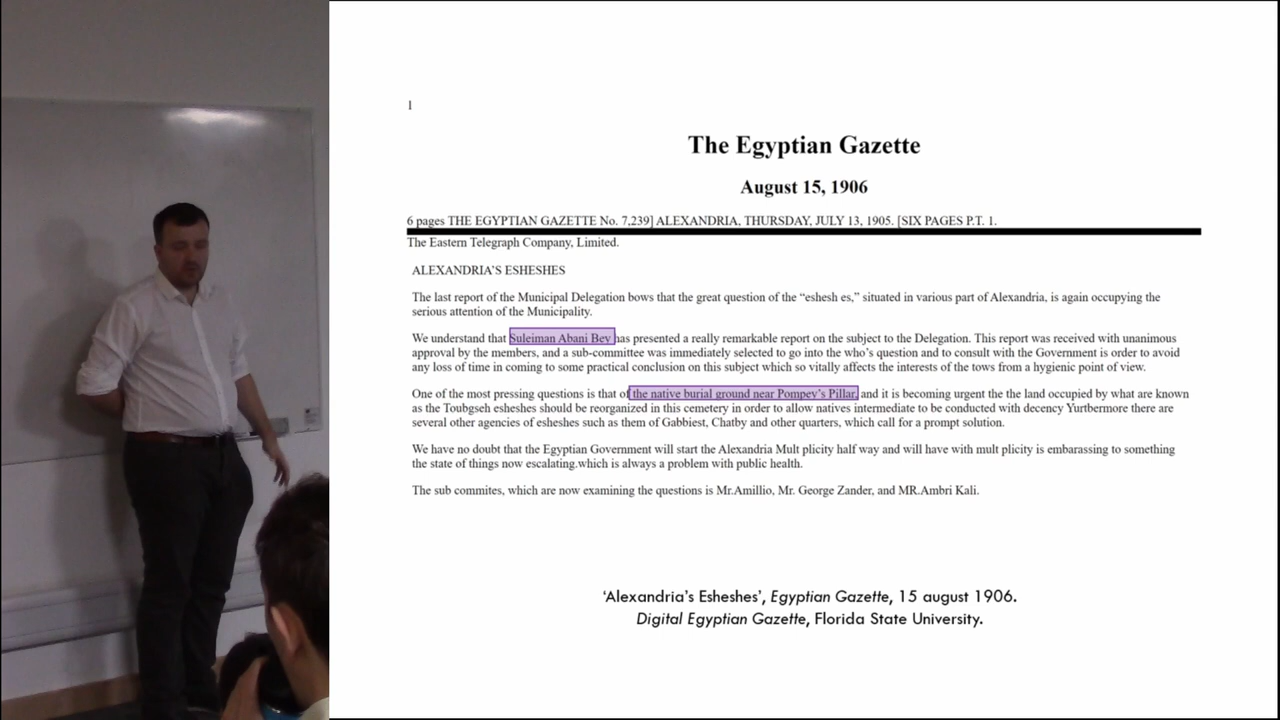 1
The Egyptian Gazette
August 15, 1906
6 pages THE EGYPTIAN GAZETTE No. 7,239] ALEXANDRIA, THURSDAY, JULY 13, 1905. [SIX PAGES P.T. 1.
The Eastern Telegraph Company, Limited.
ALEXANDRIA'S ESHESHES
The last report of the Municipal Delegation bows that the great question of the “eshesh es,” situated in various part of Alexandria, is again occupying the
serious attention of the Municipality.
We understand that Suleiman Abani Bey has presented a really remarkable report on the subject to the Delegation. This report was received with unanimous
approval by the members, and a sub-committee was immediately selected to go into the who’s question and to consult with the Government is order to avoid
any loss of time in coming to some practical conclusion on this subject which so vitally affects the interests of the tows from a hygienic point of view.
One of the most pressing questions is that of the native burial ground near Pompey’s Pillar, and it is becoming urgent the the land occupied by what are known
as the Toubgseh esheshes should be reorganized in this cemetery in order to allow natives intermediate to be conducted with decency Yurtbermore there are
several other agencies of esheshes such as them of Gabbiest, Chatby and other quarters, which call for a prompt solution.
We have no doubt that the Egyptian Government will start the Alexandria Mult plicity half way and will have with mult plicity is embarassing to something
the state of things now escalating.which is always a problem with public health.
The sub commites, which are now examining the questions is Mr.Amillio, Mr. George Zander, and MR.Ambri Kali.
‘Alexandria’s Esheshes’, Egyptian Gazette, 15 august 1906.
Digital Egyptian Gazette, Florida State University.